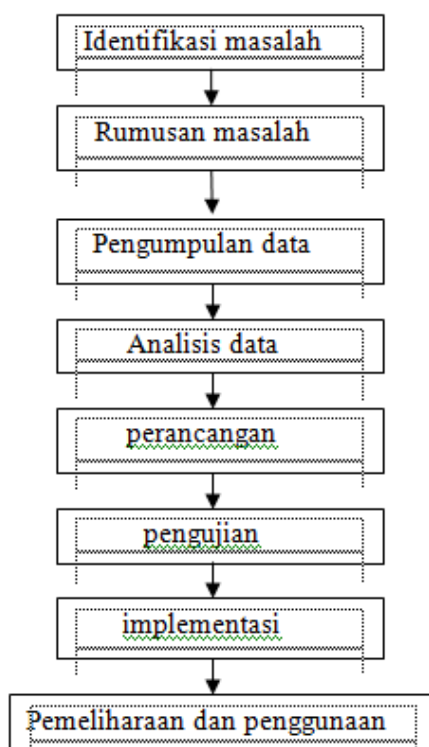 Identifikasi masalah
Rumusan masalah
Pengumpulan data
Analisis data
perancangan
pengujian
implementasi
Pemeliharaan dan penggunaan